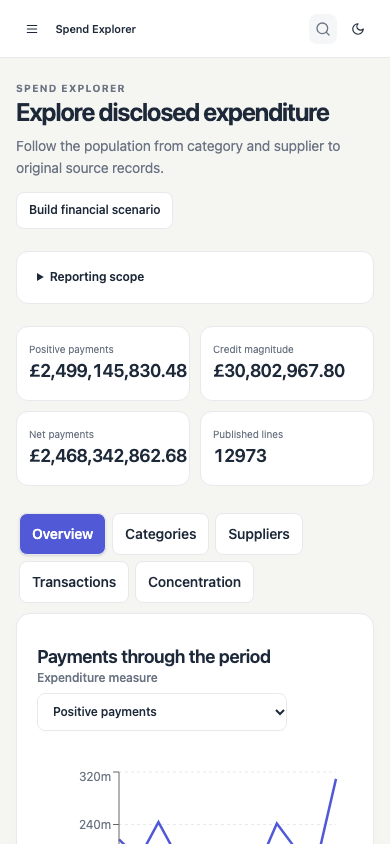 Spend Explorer
SPEND EXPLORER
Explore disclosed expenditure
Follow the population from category and supplier to
original source records.
Build financial scenario
Reporting scope
Positive payments
£2,499,145,830.48
Credit magnitude
£30,802,967.80
Net payments
£2,468,342,862.68
Published lines
12973
Overview
Categories
Suppliers
Transactions
Concentration
Payments through the period
Expenditure measure
Positive payments
320m
240m